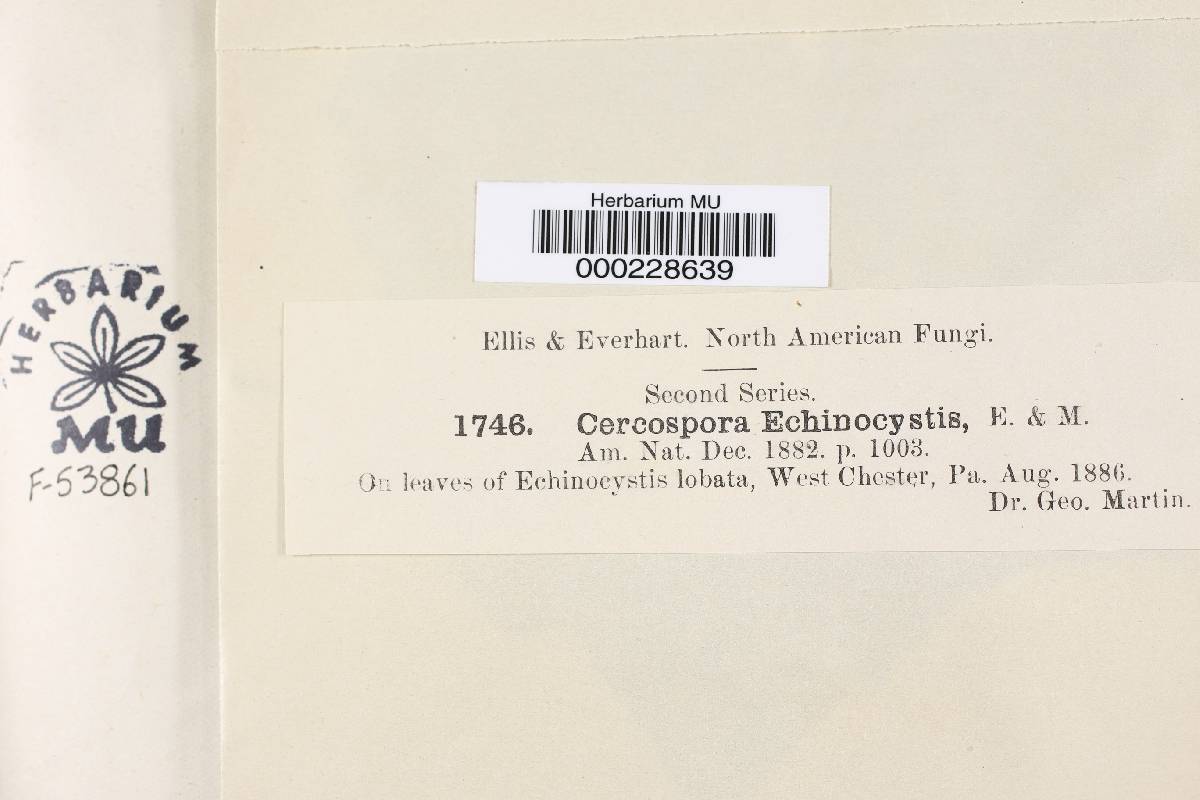 HERBARIUM
MU
F-53861
Herbarium MU
000228639
Ellis & Everhart. North American Fungi.
Second Series.
1746. Cercospora Echinocystis, E. & M.
Am. Nat. Dec. 1882. p. 1003.
On leaves of Echinocystis lobata, West Chester, Pa. Aug. 1886.
Dr. Geo. Martin.